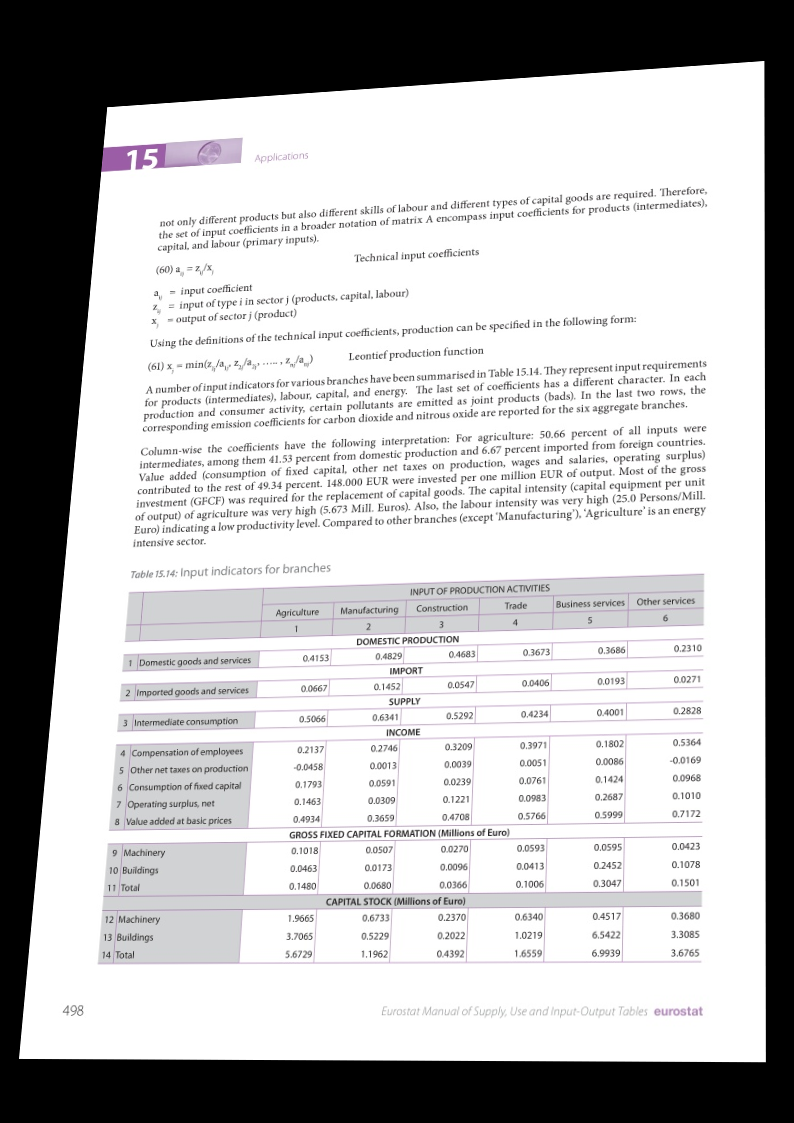 15
Applications
not only different products but also different skills of labour and different types of capital goods are required. Therefore,
the set of input coefficients in a broader notation of matrix A encompass input coefficients for products (intermediates),
capital, and labour (primary inputs).
(60) aij = zij/xj Technical input coefficients
aij = input coefficient
zij = input of type i in sector j (products, capital, labour)
xj = output of sector j (product)
Using the definitions of the technical input coefficients, production can be specified in the following form:
(61) xj = min(z1j/a1j, z2j/a2j, ….. , znj/anj) Leontief production function
A number of input indicators for various branches have been summarised in Table 15.14. They represent input requirements
for products (intermediates), labour, capital, and energy. The last set of coefficients has a different character. In each
production and consumer activity, certain pollutants are emitted as joint products (bads). In the last two rows, the
corresponding emission coefficients for carbon dioxide and nitrous oxide are reported for the six aggregate branches.
Column-wise the coefficients have the following interpretation: For agriculture: 50.66 percent of all inputs were
intermediates, among them 41.53 percent from domestic production and 6.67 percent imported from foreign countries.
Value added (consumption of fixed capital, other net taxes on production, wages and salaries, operating surplus)
contributed to the rest of 49.34 percent. 148.000 EUR were invested per one million EUR of output. Most of the gross
investment (GFCF) was required for the replacement of capital goods. The capital intensity (capital equipment per unit
of output) of agriculture was very high (5.673 Mill. Euros). Also, the labour intensity was very high (25.0 Persons/Mill.
Euro) indicating a low productivity level. Compared to other branches (except 'Manufacturing'), 'Agriculture' is an energy
intensive sector.
Table 15.14: Input indicators for branches
INPUT OF PRODUCTION ACTIVITIES
Agriculture Manufacturing Construction Trade Business services Other services
1 2 3 4 5 6
DOMESTIC PRODUCTION
1 Domestic goods and services 0.4153 0.4829 0.4683 0.3673 0.3686 0.2310
IMPORT
2 Imported goods and services 0.0667 0.1452 0.0547 0.0406 0.0193 0.0271
SUPPLY
3 Intermediate consumption 0.5066 0.6341 0.5292 0.4234 0.4001 0.2828
INCOME
4 Compensation of employees 0.2137 0.2746 0.3209 0.3971 0.1802 0.5364
5 Other net taxes on production -0.0458 0.0013 0.0039 0.0051 0.0086 -0.0169
6 Consumption of fixed capital 0.1793 0.0591 0.0239 0.0761 0.1424 0.0968
7 Operating surplus, net 0.1463 0.0309 0.1221 0.0983 0.2687 0.1010
8 Value added at basic prices 0.4934 0.3659 0.4708 0.5766 0.5999 0.7172
GROSS FIXED CAPITAL FORMATION (Millions of Euro)
9 Machinery 0.1018 0.0507 0.0270 0.0593 0.0595 0.0423
10 Buildings 0.0463 0.0173 0.0096 0.0413 0.2452 0.1078
11 Total 0.1480 0.0680 0.0366 0.1006 0.3047 0.1501
CAPITAL STOCK (Millions of Euro)
12 Machinery 1.9665 0.6733 0.2370 0.6340 0.4517 0.3680
13 Buildings 3.7065 0.5229 0.2022 1.0219 6.5422 3.3085
14 Total 5.6729 1.1962 0.4392 1.6559 6.9939 3.6765
498
Eurostat Manual of Supply, Use and Input-Output Tables eurostat